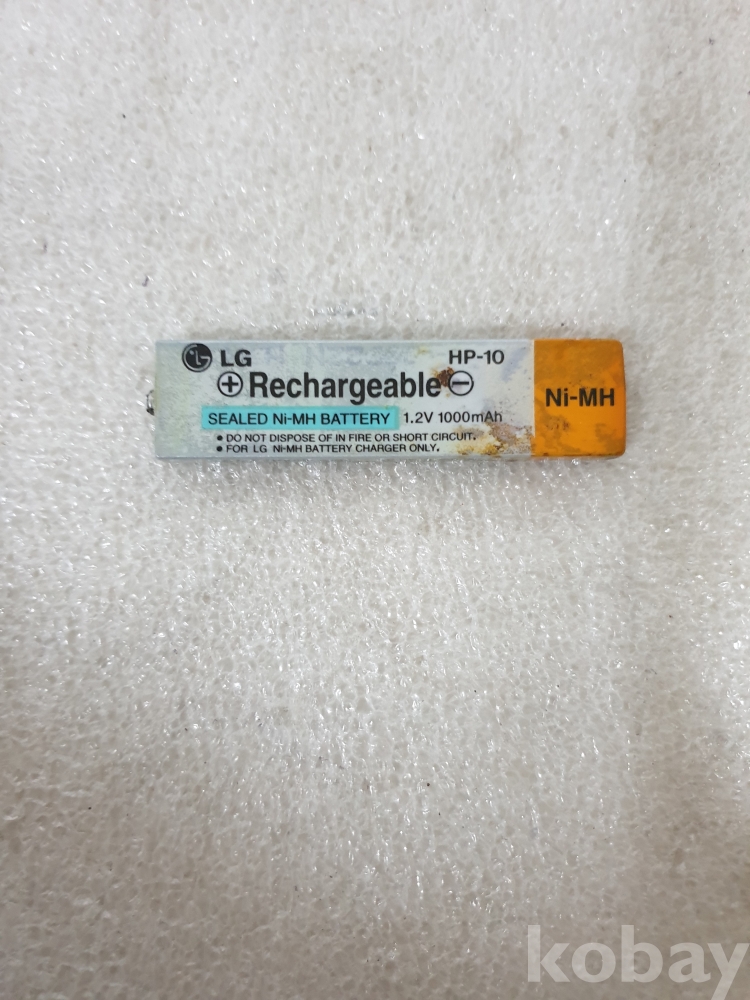 LG HP-10
⊕ Rechargeable ⊖
SEALED Ni-MH BATTERY 1.2V 1000mAh
• DO NOT DISPOSE OF IN FIRE OR SHORT CIRCUIT.
• FOR LG Ni-MH BATTERY CHARGER ONLY.
Ni-MH
kobay